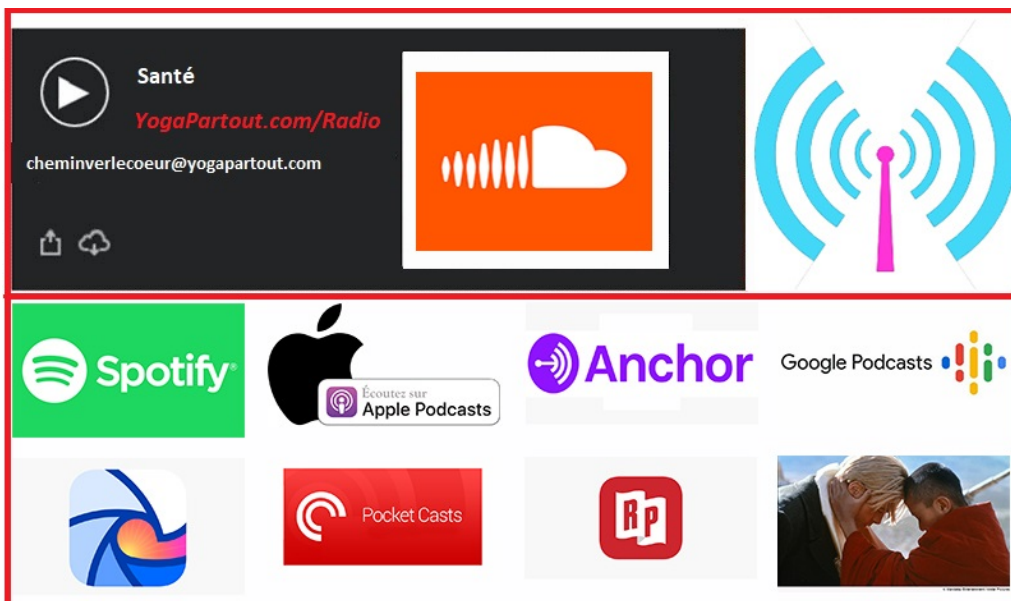 Santé
YogaPartout.com/Radio
cheminverlecoeur@yogapartout.com
Spotify®
Écoutez sur
Apple Podcasts
Anchor
Google Podcasts
Pocket Casts
RP